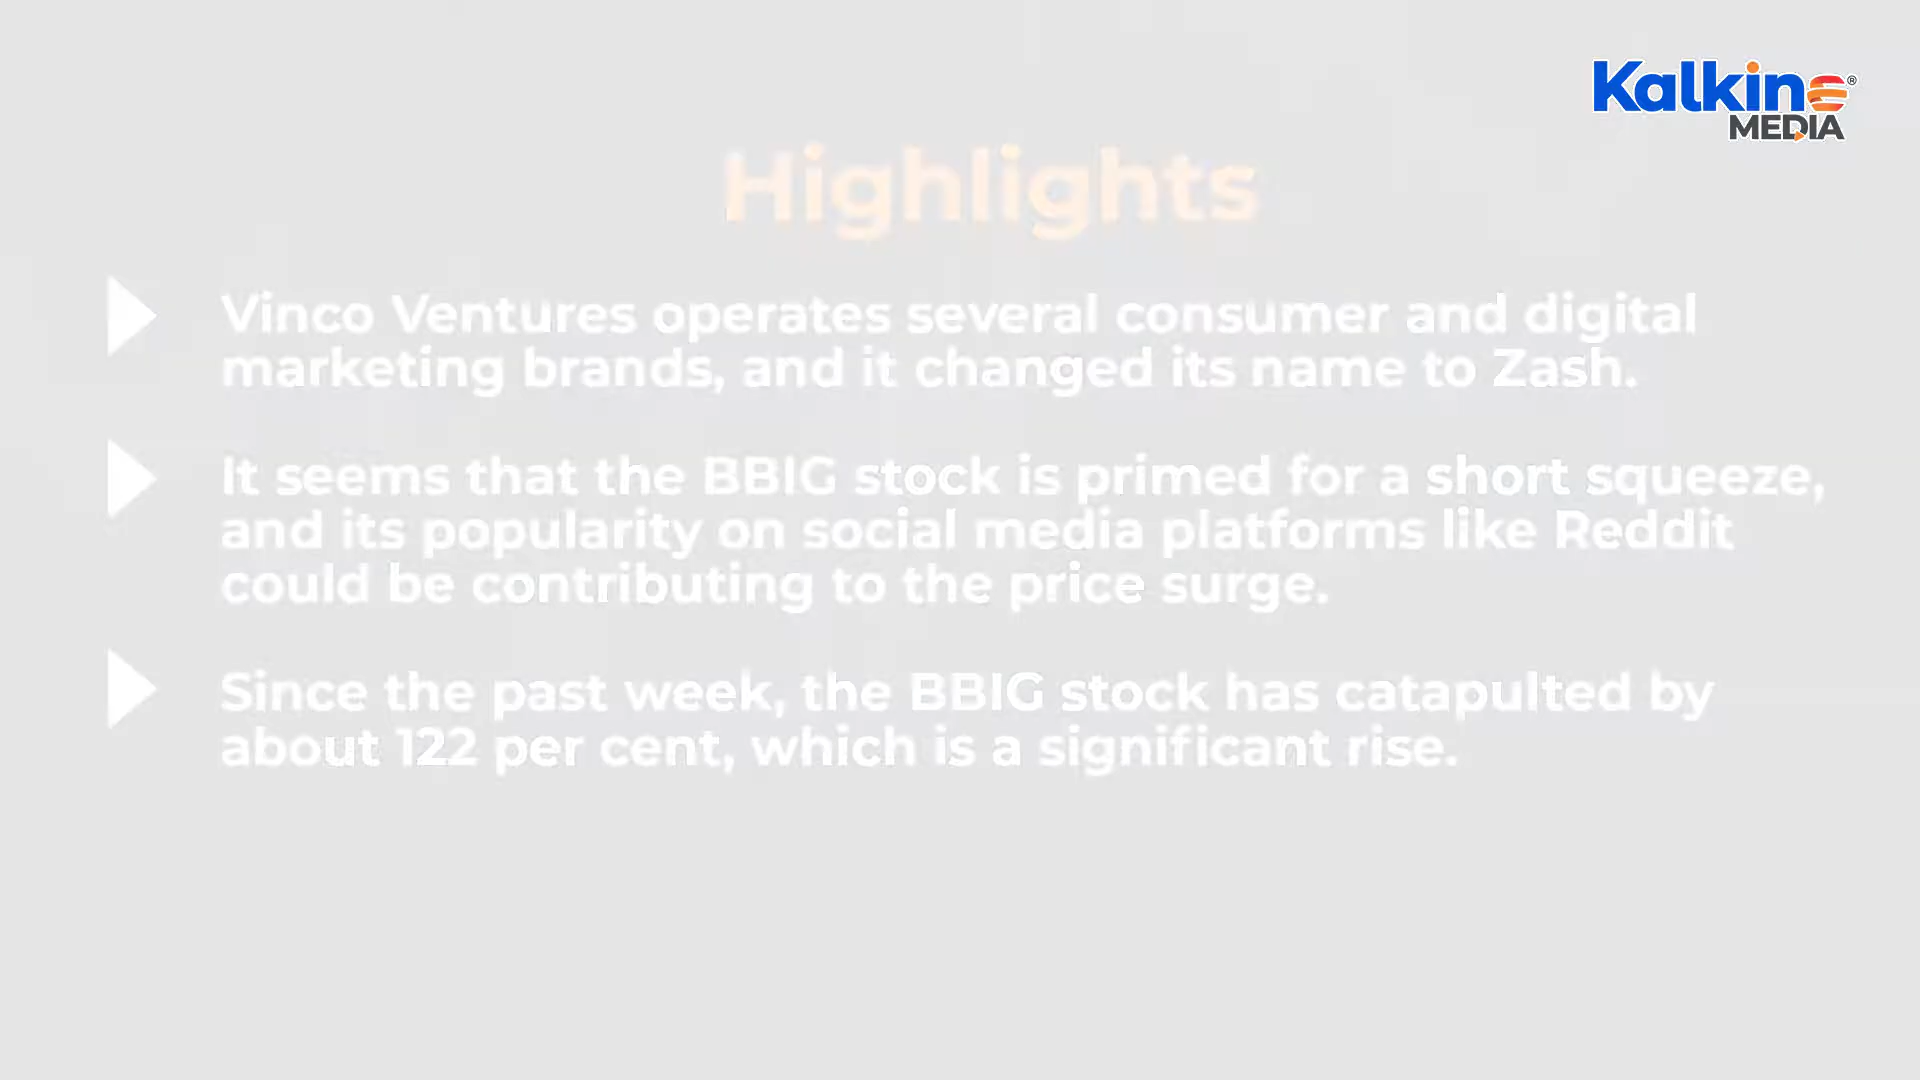 Kalkine®
MEDIA
Highlights
Vinco Ventures operates several consumer and digital
marketing brands, and it changed its name to Zash.
It seems that the BBIG stock is primed for a short squeeze,
and its popularity on social media platforms like Reddit
could be contributing to the price surge.
Since the past week, the BBIG stock has catapulted by
about 122 per cent, which is a significant rise.